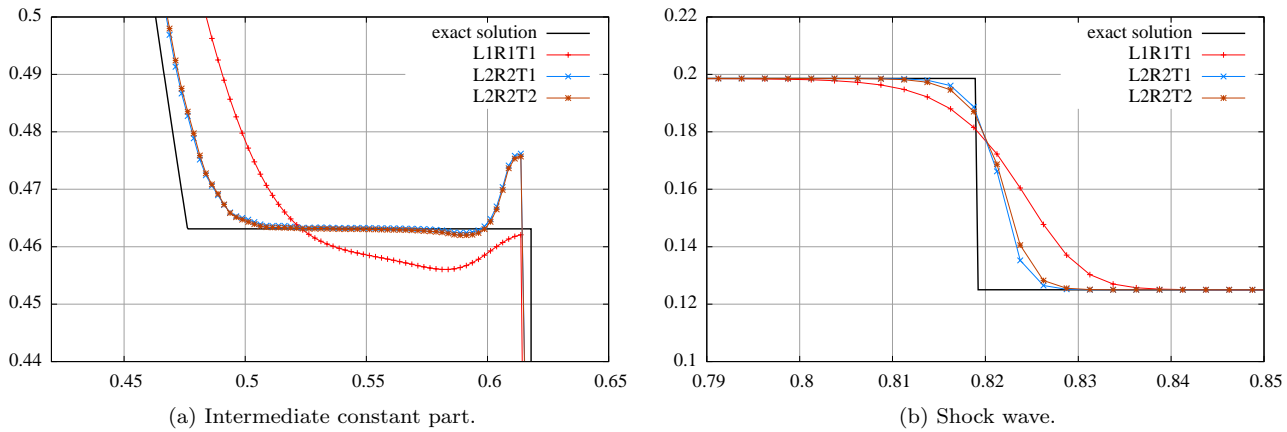 0.5
0.49
0.48
0.47
0.46
0.45
0.44
0.45
0.5
0.55
0.6
0.65
exact solution
L1R1T1
L2R2T1
L2R2T2
(a) Intermediate constant part.
0.22
0.2
0.18
0.16
0.14
0.12
0.1
0.79
0.8
0.81
0.82
0.83
0.84
0.85
exact solution
L1R1T1
L2R2T1
L2R2T2
(b) Shock wave.